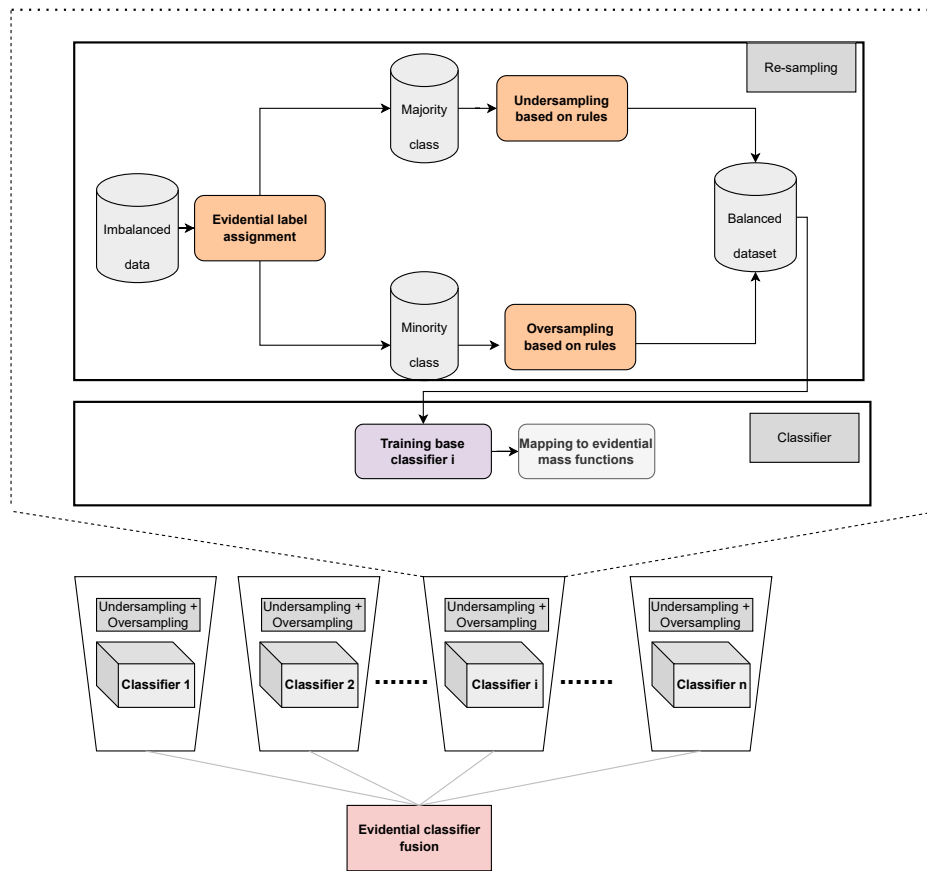 Re-sampling
Majority
class
Undersampling
based on rules
Imbalanced
data
Evidential label
assignment
Balanced
dataset
Minority
class
Oversampling
based on rules
Classifier
Training base
classifier i
Mapping to evidential
mass functions
Undersampling +
Oversampling
Classifier 1
Undersampling +
Oversampling
Classifier 2
Undersampling +
Oversampling
Classifier i
Undersampling +
Oversampling
Classifier n
Evidential classifier
fusion